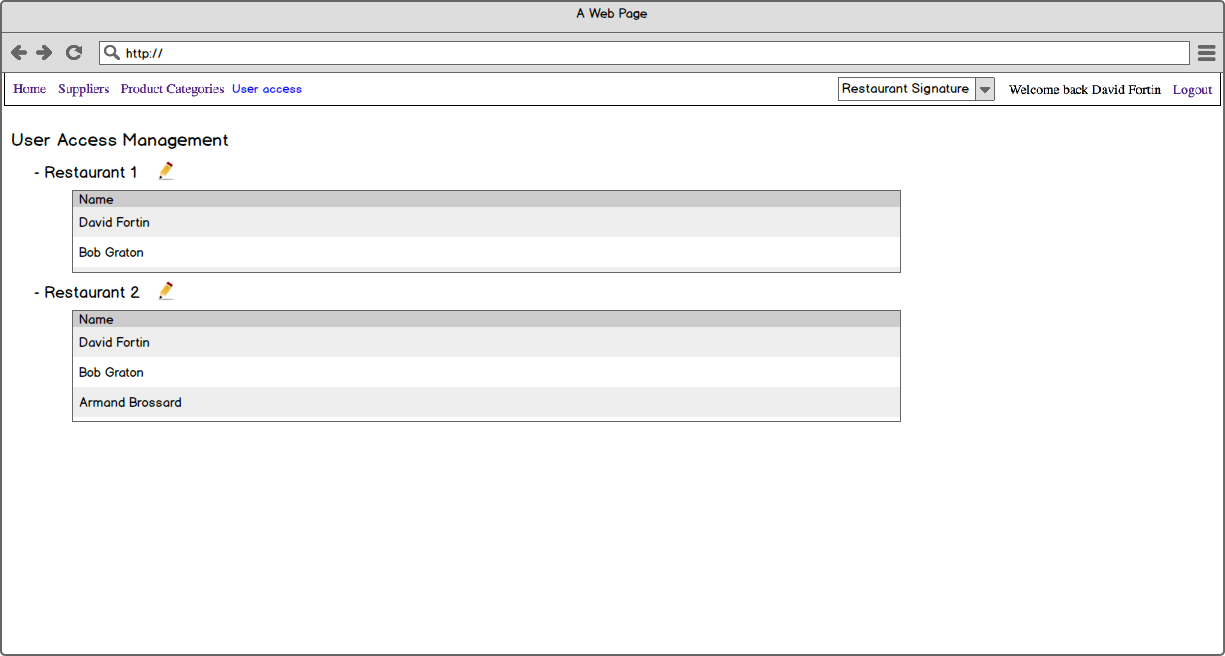 A Web Page
http://
Home Suppliers Product Categories User access Restaurant Signature Welcome back David Fortin Logout
User Access Management
- Restaurant 1
Name
David Fortin
Bob Graton
- Restaurant 2
Name
David Fortin
Bob Graton
Armand Brossard